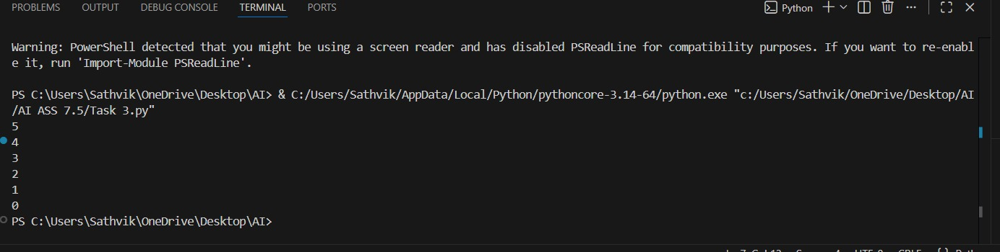 PROBLEMS OUTPUT DEBUG CONSOLE TERMINAL PORTS Python
Warning: PowerShell detected that you might be using a screen reader and has disabled PSReadLine for compatibility purposes. If you want to re-enabl
e it, run 'Import-Module PSReadLine'.
PS C:\Users\Sathvik\OneDrive\Desktop\AI> & C:/Users/Sathvik/AppData/Local/Python/pythoncore-3.14-64/python.exe "c:/Users/Sathvik/OneDrive/Desktop/AI
/AI ASS 7.5/Task 3.py"
5
4
3
2
1
0
PS C:\Users\Sathvik\OneDrive\Desktop\AI>